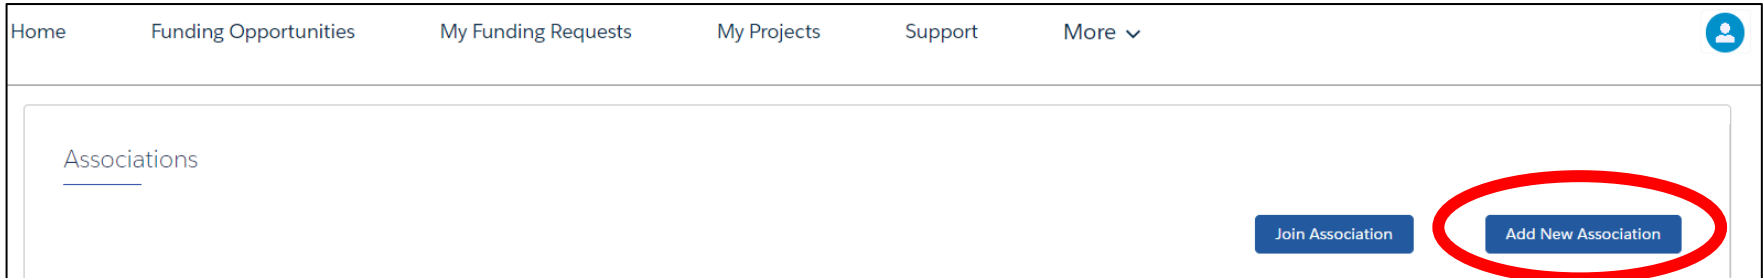 Home Funding Opportunities My Funding Requests My Projects Support More
Associations
Join Association Add New Association